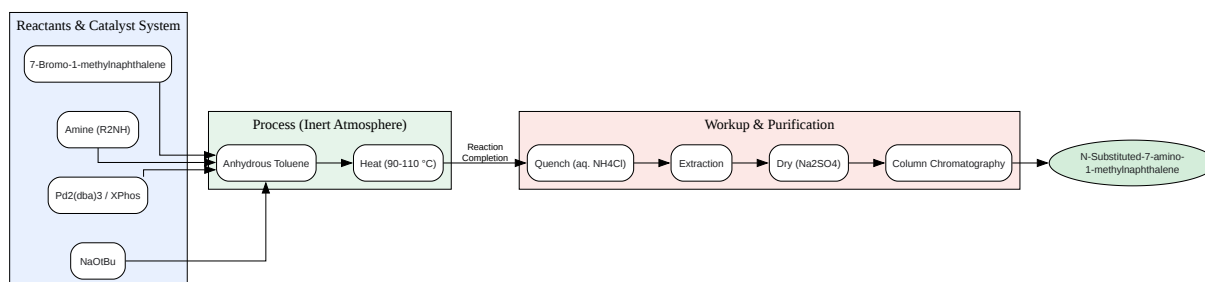 Reactants & Catalyst System
7-Bromo-1-methylnaphthalene
Amine (R2NH)
Pd2(dba)3 / XPhos
NaOtBu
Process (Inert Atmosphere)
Anhydrous Toluene
Heat (90-110 °C)
Reaction
Completion
Workup & Purification
Quench (aq. NH4Cl)
Extraction
Dry (Na2SO4)
Column Chromatography
N-Substituted-7-amino-
1-methylnaphthalene